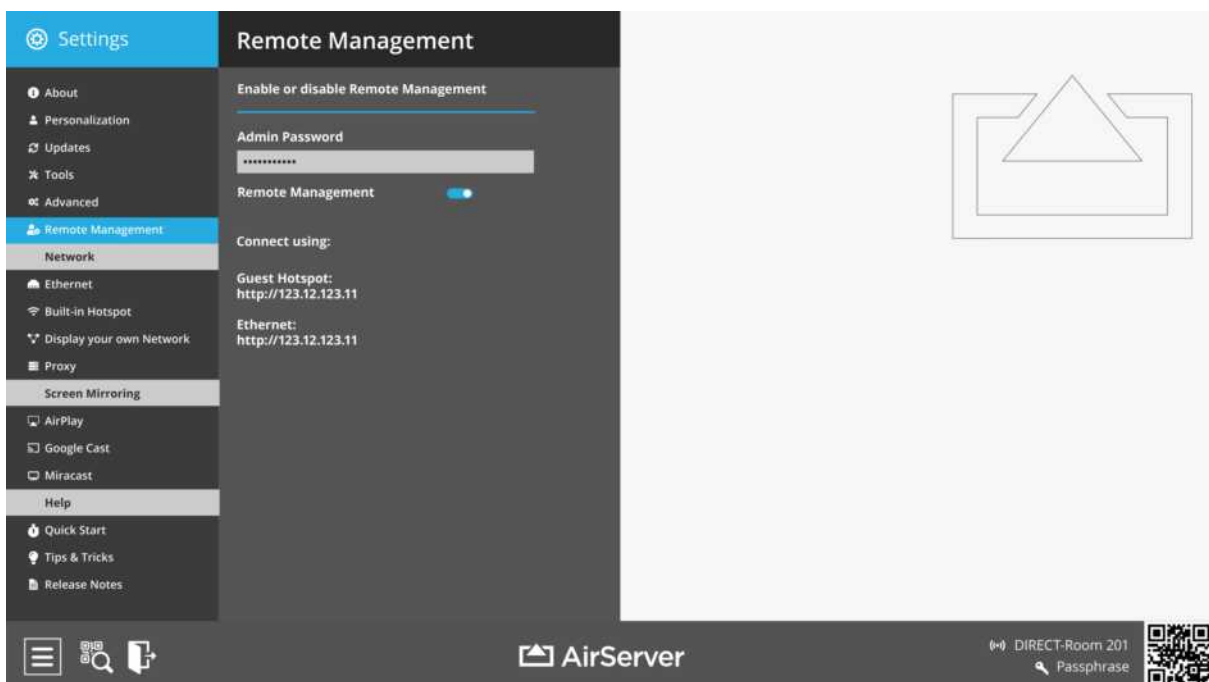 Settings
About
Personalization
Updates
Tools
Advanced
Remote Management
Network
Ethernet
Built-in Hotspot
Display your own Network
Proxy
Screen Mirroring
AirPlay
Google Cast
Miracast
Help
Quick Start
Tips & Tricks
Release Notes
Remote Management
Enable or disable Remote Management
Admin Password
•••••••••••
Remote Management
Connect using:
Guest Hotspot:
http://123.12.123.11
Ethernet:
http://123.12.123.11
AirServer
DIRECT-Room 201
Passphrase